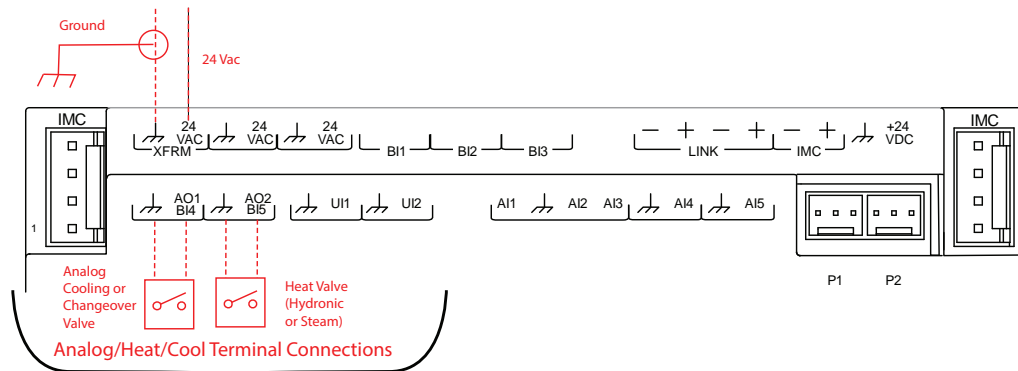 Ground
24 Vac
IMC
24 VAC
24 VAC
24 VAC
XFRM
BI1
BI2
BI3
− + − +
LINK
− +
IMC
+24 VDC
IMC
AO1 BI4
AO2 BI5
UI1
UI2
AI1
AI2
AI3
AI4
AI5
1
P1
P2
Analog
Cooling or
Changeover
Valve
Heat Valve
(Hydronic
or Steam)
Analog/Heat/Cool Terminal Connections